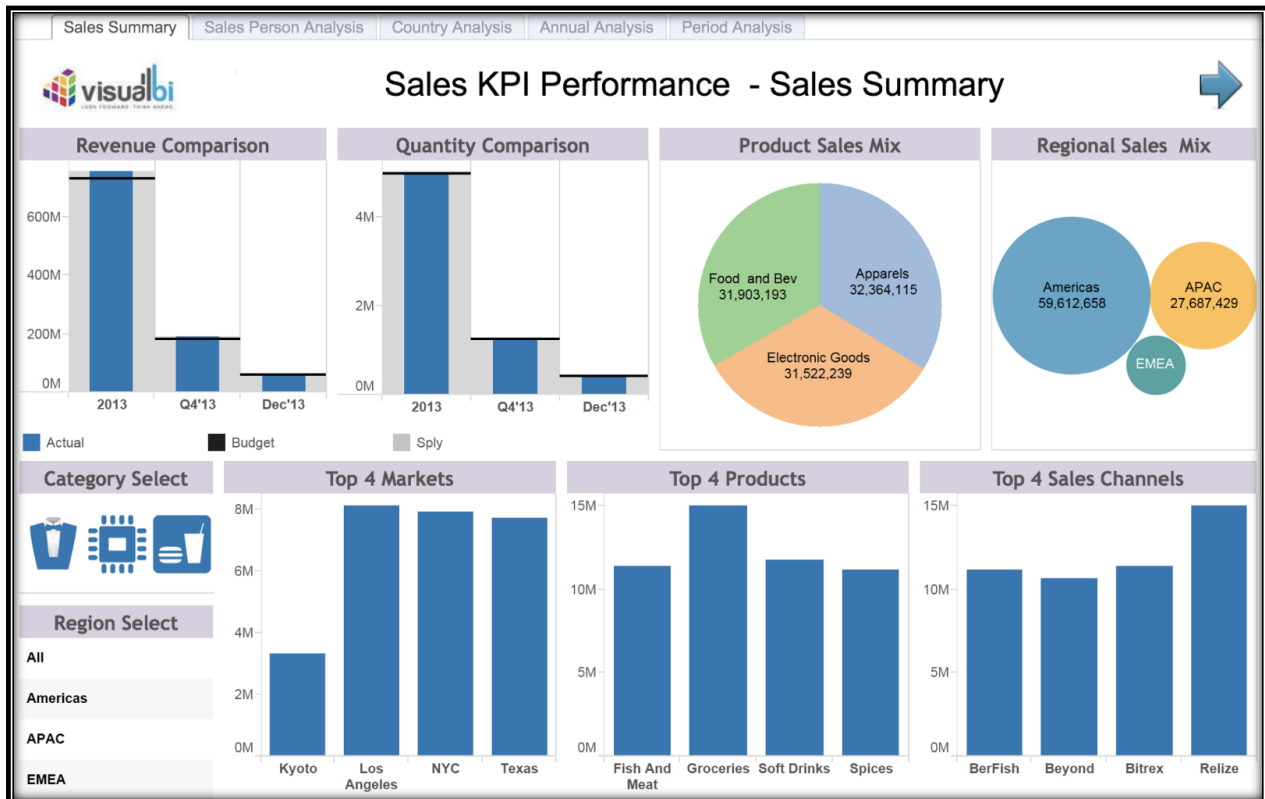 Sales Summary
Sales Person Analysis
Country Analysis
Annual Analysis
Period Analysis
visualbi
LOOK FORWARD. THINK AHEAD.
Sales KPI Performance - Sales Summary
Revenue Comparison
600M
400M
200M
0M
2013
Q4'13
Dec'13
Quantity Comparison
4M
2M
0M
2013
Q4'13
Dec'13
Actual
Budget
Sply
Product Sales Mix
Food and Bev
31,903,193
Apparels
32,364,115
Electronic Goods
31,522,239
Regional Sales Mix
Americas
59,612,658
APAC
27,687,429
EMEA
Category Select
Region Select
All
Americas
APAC
EMEA
Top 4 Markets
8M
6M
4M
2M
0M
Kyoto
Los
Angeles
NYC
Texas
Top 4 Products
15M
10M
5M
0M
Fish And
Meat
Groceries
Soft Drinks
Spices
Top 4 Sales Channels
15M
10M
5M
0M
BerFish
Beyond
Bitrex
Relize